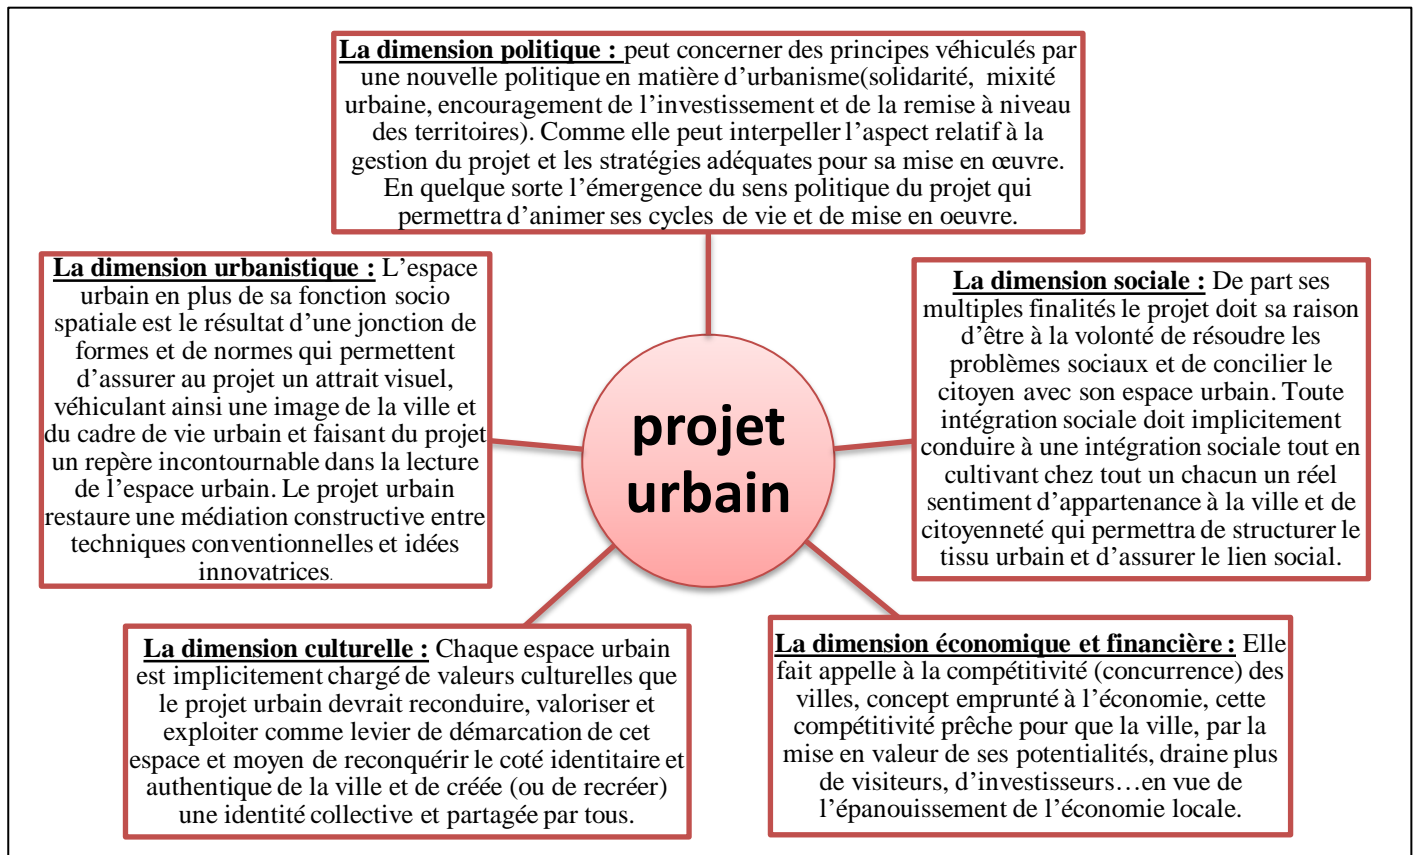 La dimension politique : peut concerner des principes véhiculés par
une nouvelle politique en matière d’urbanisme(solidarité, mixité
urbaine, encouragement de l’investissement et de la remise à niveau
des territoires). Comme elle peut interpeller l’aspect relatif à la
gestion du projet et les stratégies adéquates pour sa mise en œuvre.
En quelque sorte l’émergence du sens politique du projet qui
permettra d’animer ses cycles de vie et de mise en oeuvre.
La dimension urbanistique : L’espace
urbain en plus de sa fonction socio
spatiale est le résultat d’une jonction de
formes et de normes qui permettent
d’assurer au projet un attrait visuel,
véhiculant ainsi une image de la ville et
du cadre de vie urbain et faisant du projet
un repère incontournable dans la lecture
de l’espace urbain. Le projet urbain
restaure une médiation constructive entre
techniques conventionnelles et idées
innovatrices.
projet
urbain
La dimension sociale : De part ses
multiples finalités le projet doit sa raison
d’être à la volonté de résoudre les
problèmes sociaux et de concilier le
citoyen avec son espace urbain. Toute
intégration sociale doit implicitement
conduire à une intégration sociale tout en
cultivant chez tout un chacun un réel
sentiment d’appartenance à la ville et de
citoyenneté qui permettra de structurer le
tissu urbain et d’assurer le lien social.
La dimension culturelle : Chaque espace urbain
est implicitement chargé de valeurs culturelles que
le projet urbain devrait reconduire, valoriser et
exploiter comme levier de démarcation de cet
espace et moyen de reconquérir le coté identitaire et
authentique de la ville et de créée (ou de recréer)
une identité collective et partagée par tous.
La dimension économique et financière : Elle
fait appelle à la compétitivité (concurrence) des
villes, concept emprunté à l’économie, cette
compétitivité prêche pour que la ville, par la
mise en valeur de ses potentialités, draine plus
de visiteurs, d’investisseurs…en vue de
l’épanouissement de l’économie locale.